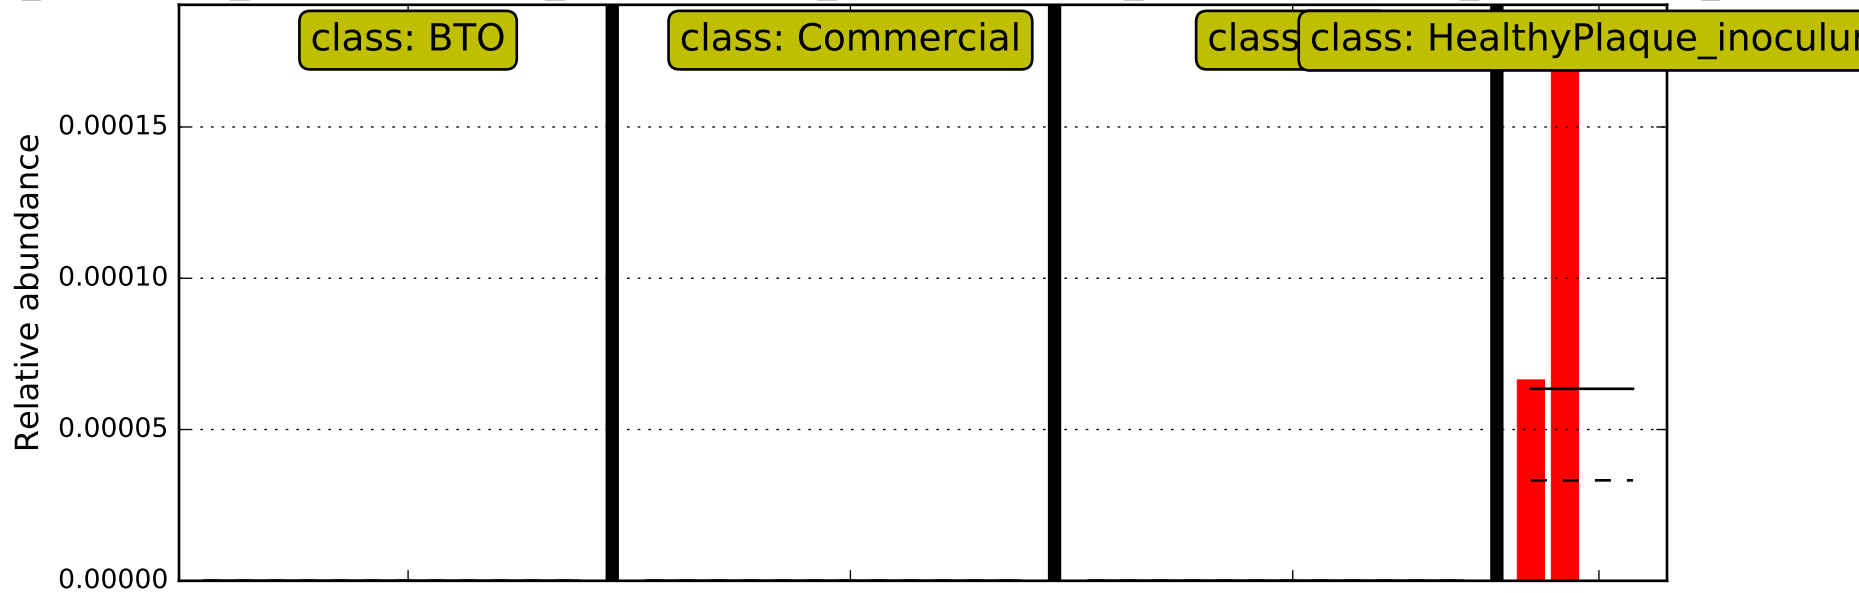 class: BTO
class: Commercial
class
class: HealthyPlaque_inoculu
Relative abundance
0.00015
0.00010
0.00005
0.00000